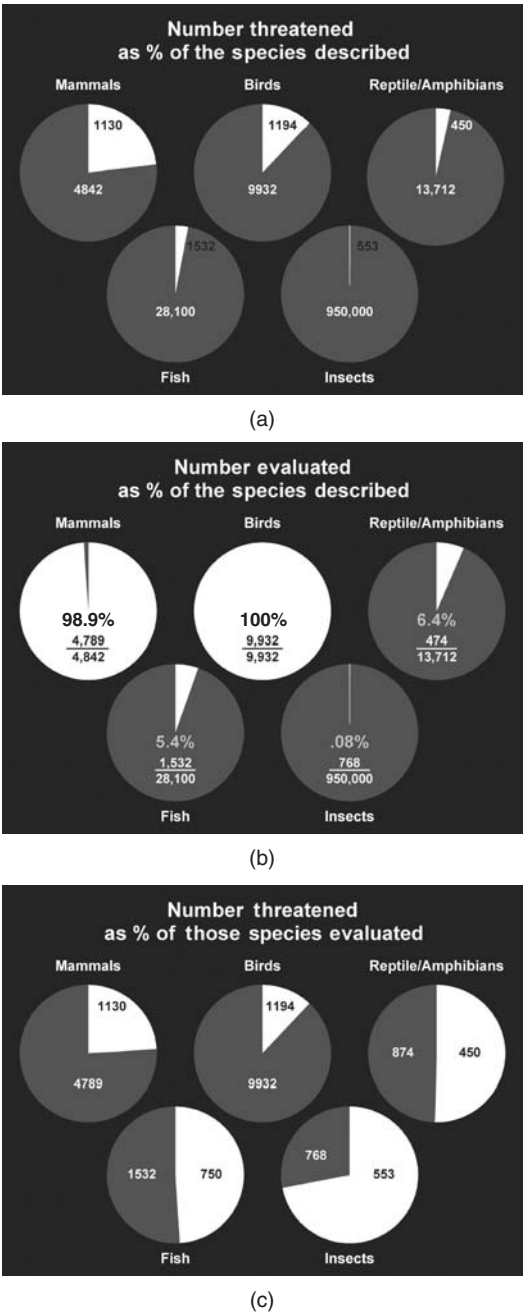 Number threatened
as % of the species described
Mammals
Birds
Reptile/Amphibians
1130
4842
1194
9932
450
13,712
1532
28,100
553
950,000
Fish
Insects
(a)
Number evaluated
as % of the species described
Mammals
Birds
Reptile/Amphibians
98.9%
4,789
4,842
100%
9,932
9,932
6.4%
474
13,712
5.4%
1,532
28,100
.08%
768
950,000
Fish
Insects
(b)
Number threatened
as % of those species evaluated
Mammals
Birds
Reptile/Amphibians
1130
4789
1194
9932
874
450
1532
750
768
553
Fish
Insects
(c)